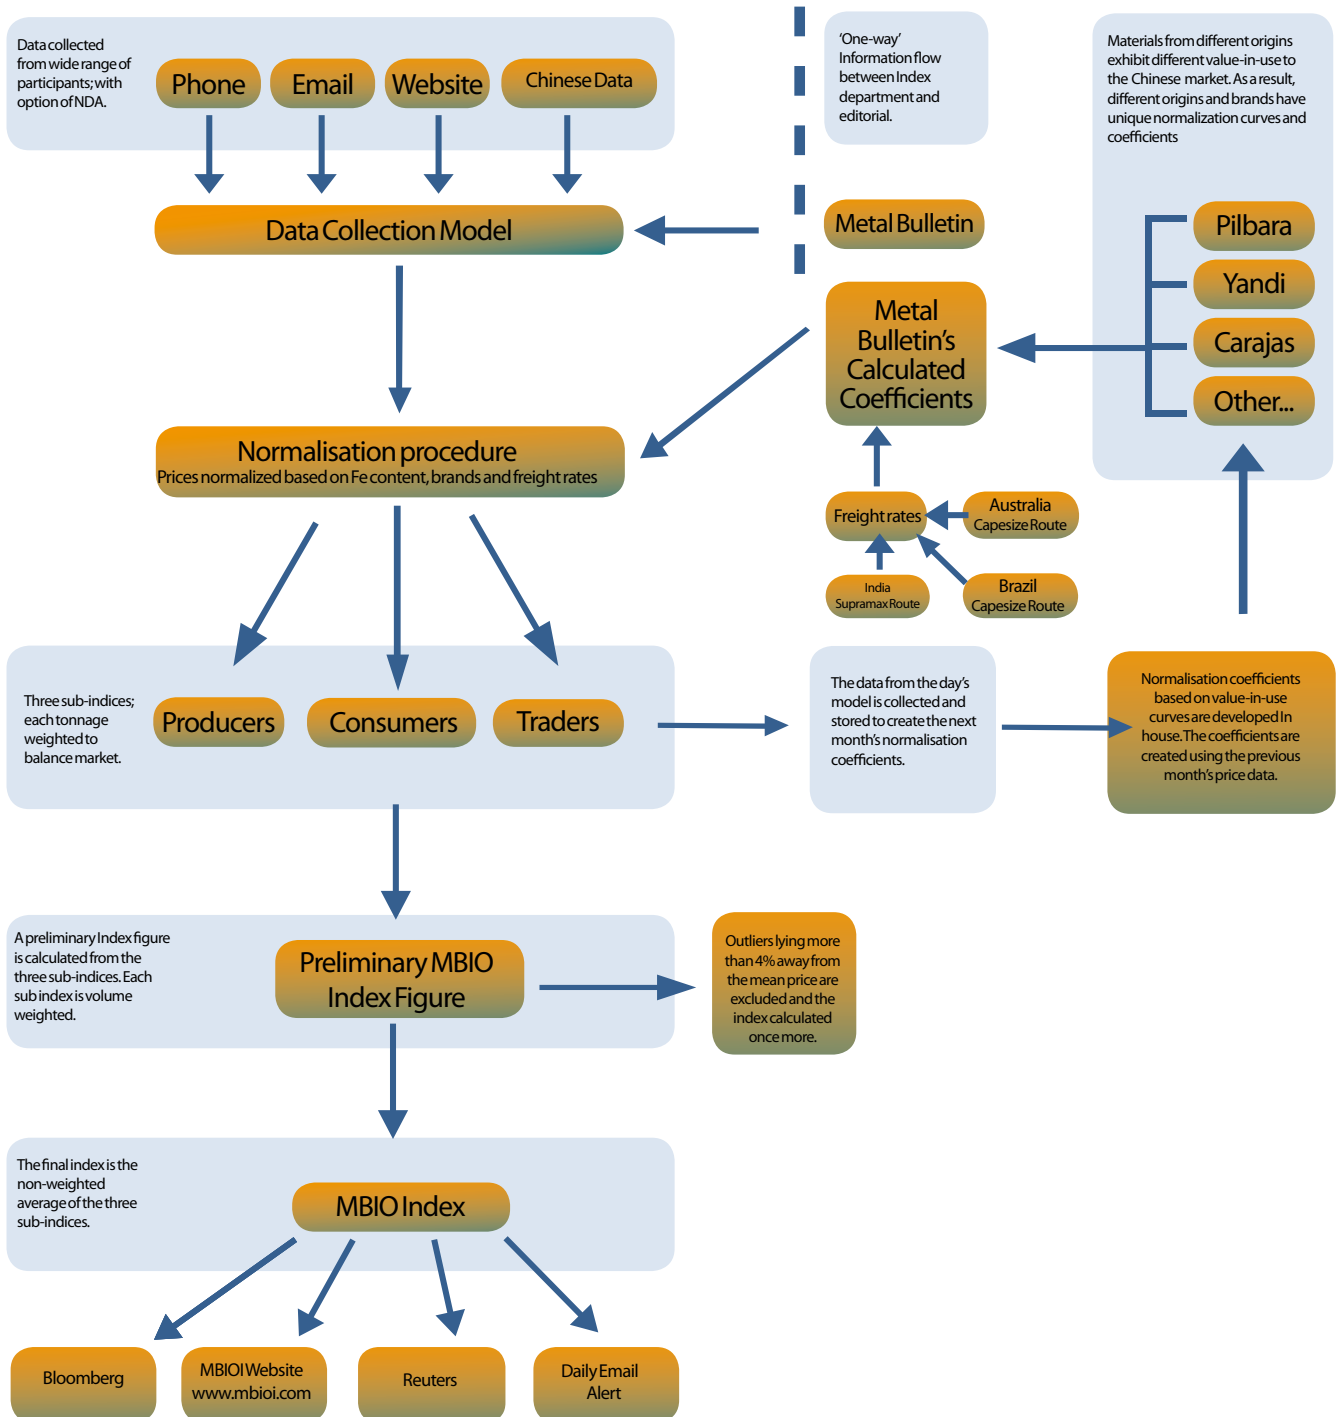 Data collected
from wide range of
participants; with
option of NDA.
Phone
Email
Website
Chinese Data
‘One-way’
Information flow
between Index
department and
editorial.
Materials from different origins
exhibit different value-in-use to
the Chinese market. As a result,
different origins and brands have
unique normalization curves and
coefficients
Data Collection Model
Metal Bulletin
Pilbara
Yandi
Carajas
Other...
Metal
Bulletin’s
Calculated
Coefficients
Normalisation procedure
Prices normalized based on Fe content, brands and freight rates
Freight rates
Australia
Capesize Route
India
Supramax Route
Brazil
Capesize Route
Three sub-indices;
each tonnage
weighted to
balance market.
Producers
Consumers
Traders
The data from the day’s
model is collected and
stored to create the next
month’s normalisation
coefficients.
Normalisation coefficients
based on value-in-use
curves are developed In
house. The coefficients are
created using the previous
month’s price data.
A preliminary Index figure
is calculated from the
three sub-indices. Each
sub index is volume
weighted.
Preliminary MBIO
Index Figure
Outliers lying more
than 4% away from
the mean price are
excluded and the
index calculated
once more.
The final index is the
non-weighted
average of the three
sub-indices.
MBIO Index
Bloomberg
MBIOI Website
www.mbioi.com
Reuters
Daily Email
Alert